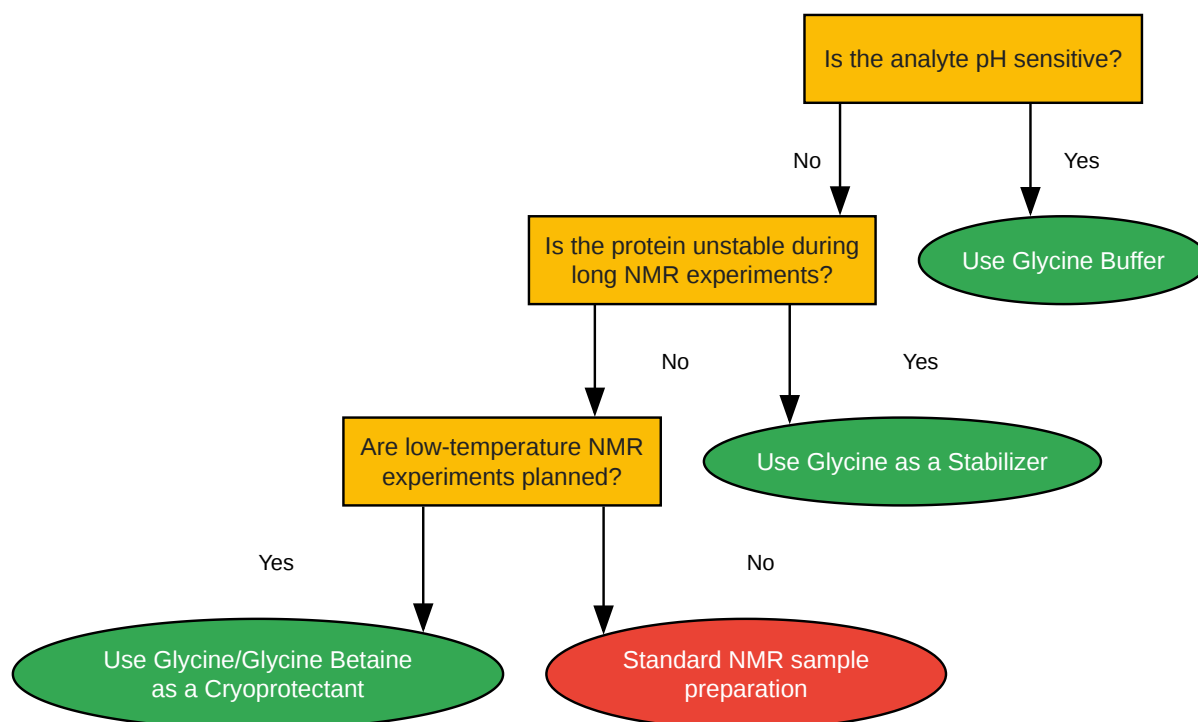 Is the analyte pH sensitive?
No
Yes
Is the protein unstable during
long NMR experiments?
Use Glycine Buffer
No
Yes
Are low-temperature NMR
experiments planned?
Use Glycine as a Stabilizer
Yes
No
Use Glycine/Glycine Betaine
as a Cryoprotectant
Standard NMR sample
preparation